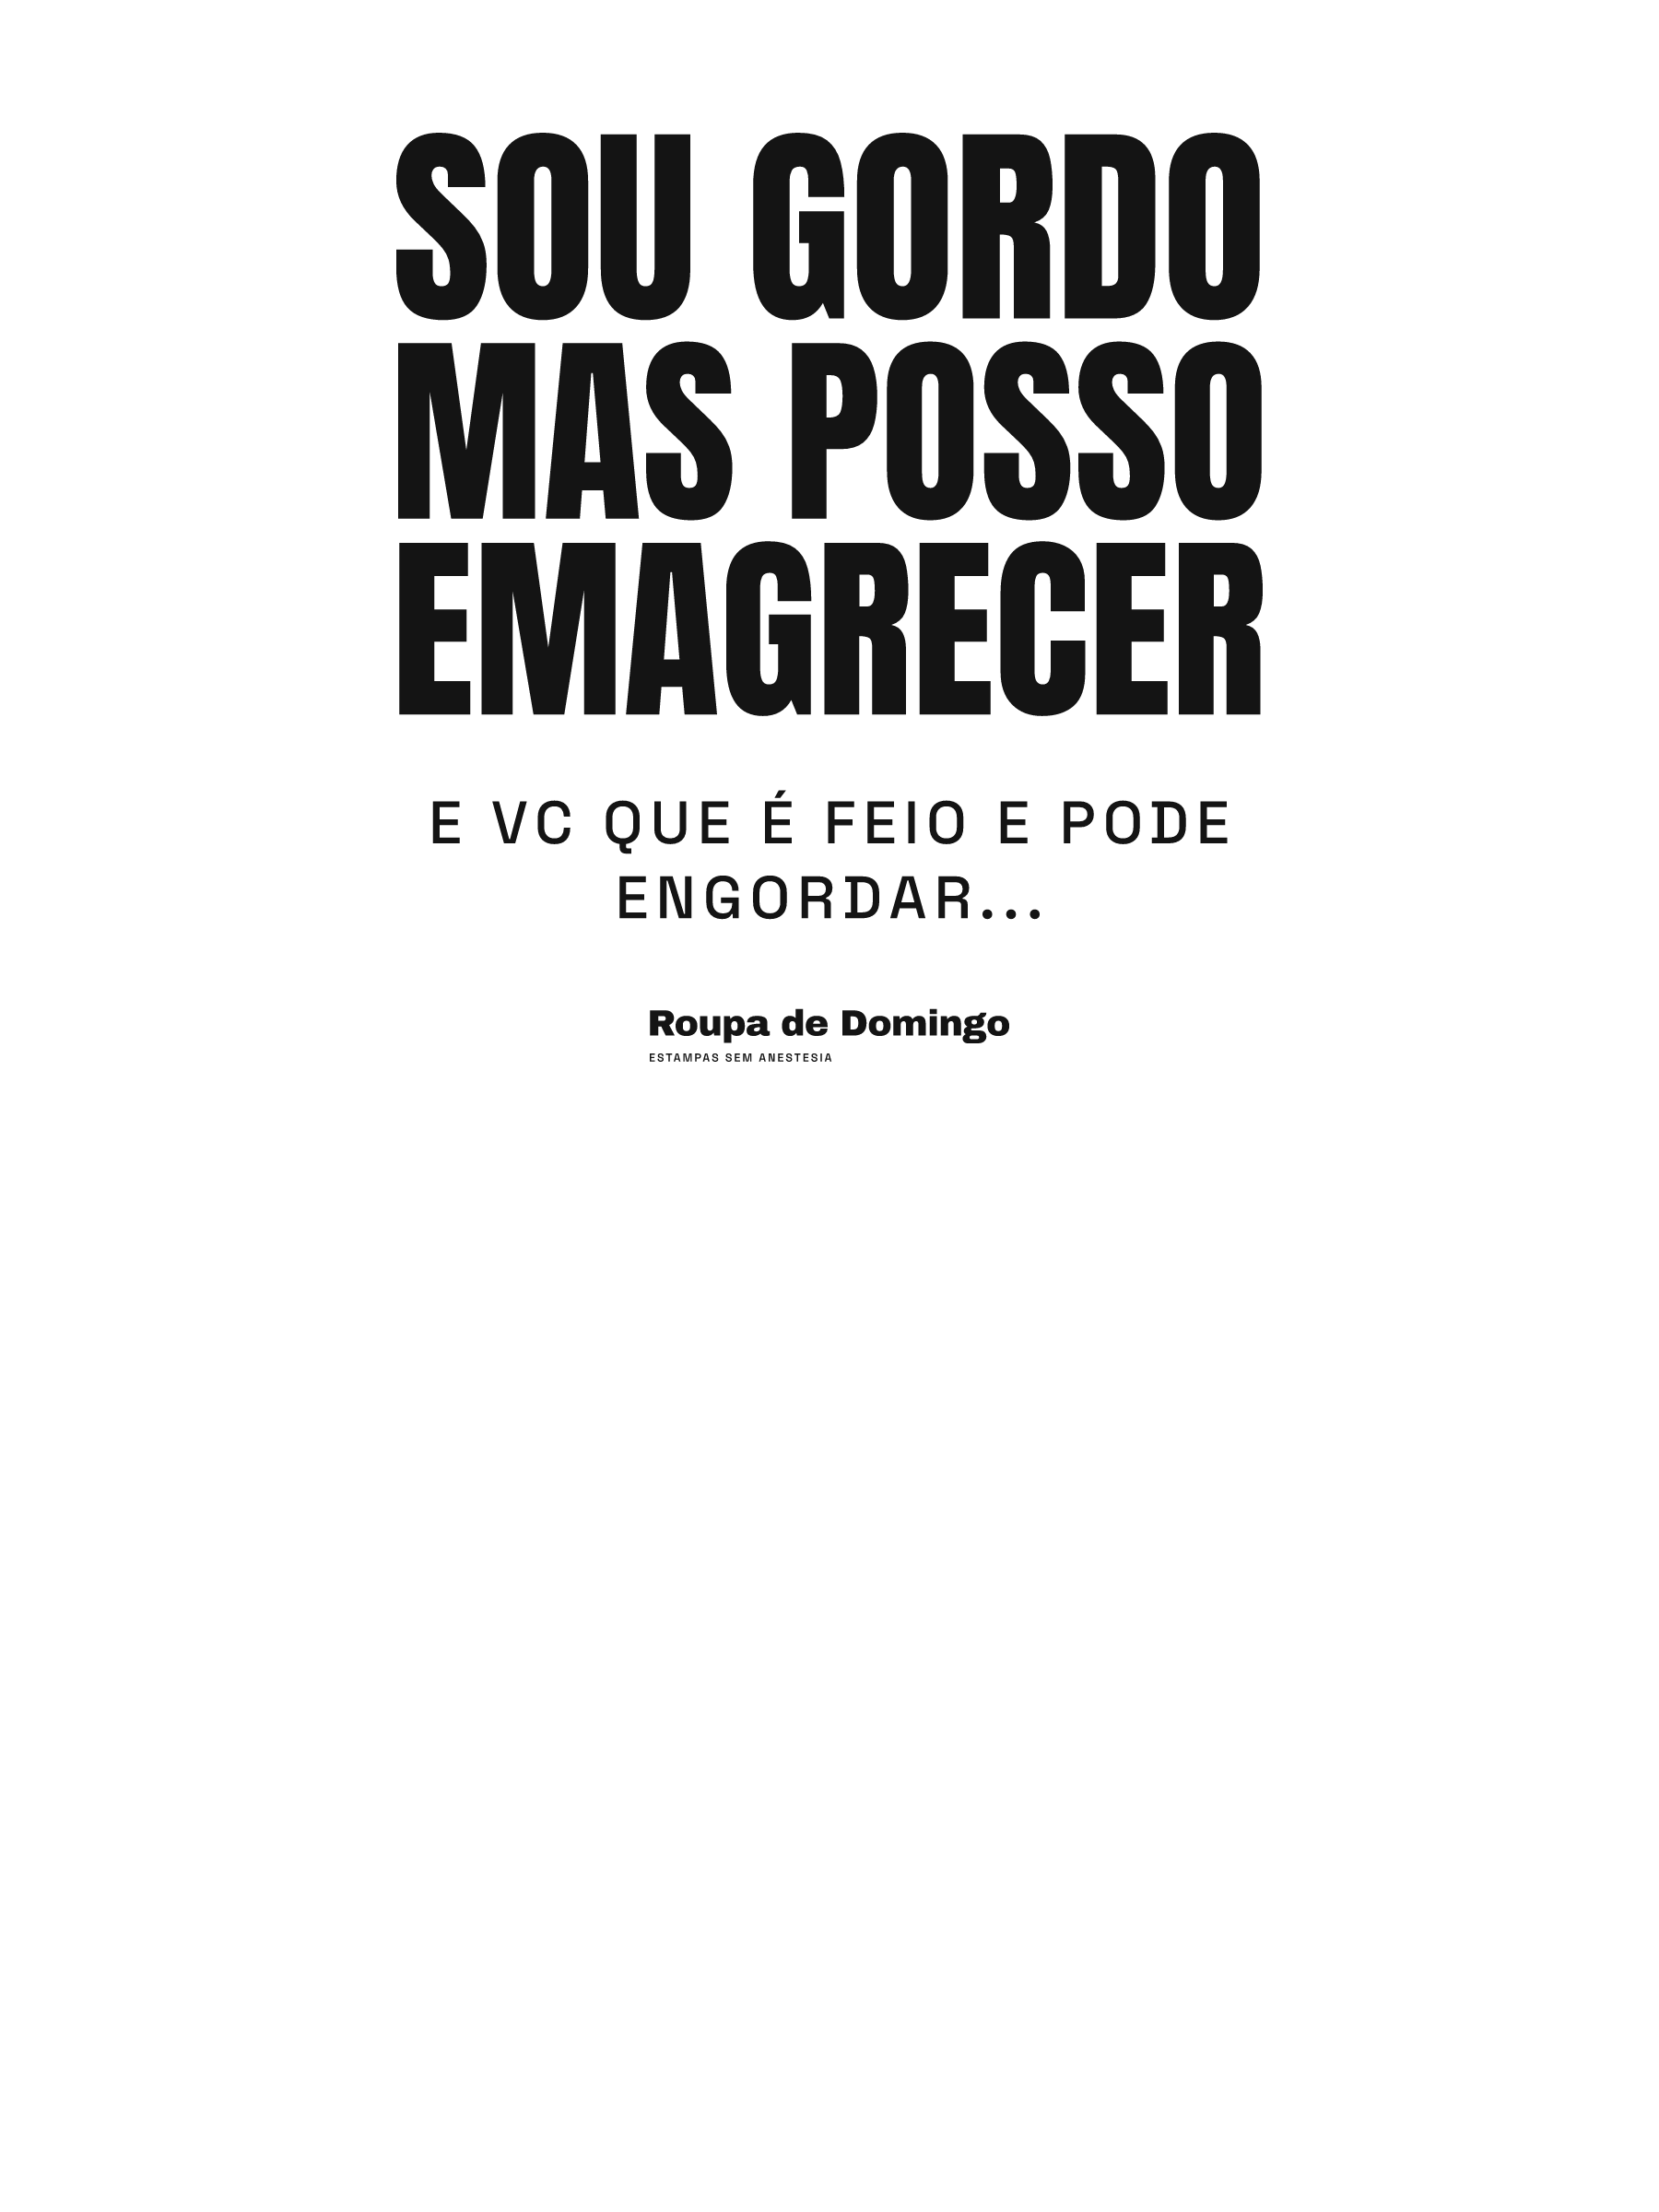 SOU GORDO
MAS POSSO
EMAGRECER
E VC QUE É FEIO E PODE
ENGORDAR...
Roupa de Domingo
ESTAMPAS SEM ANESTESIA